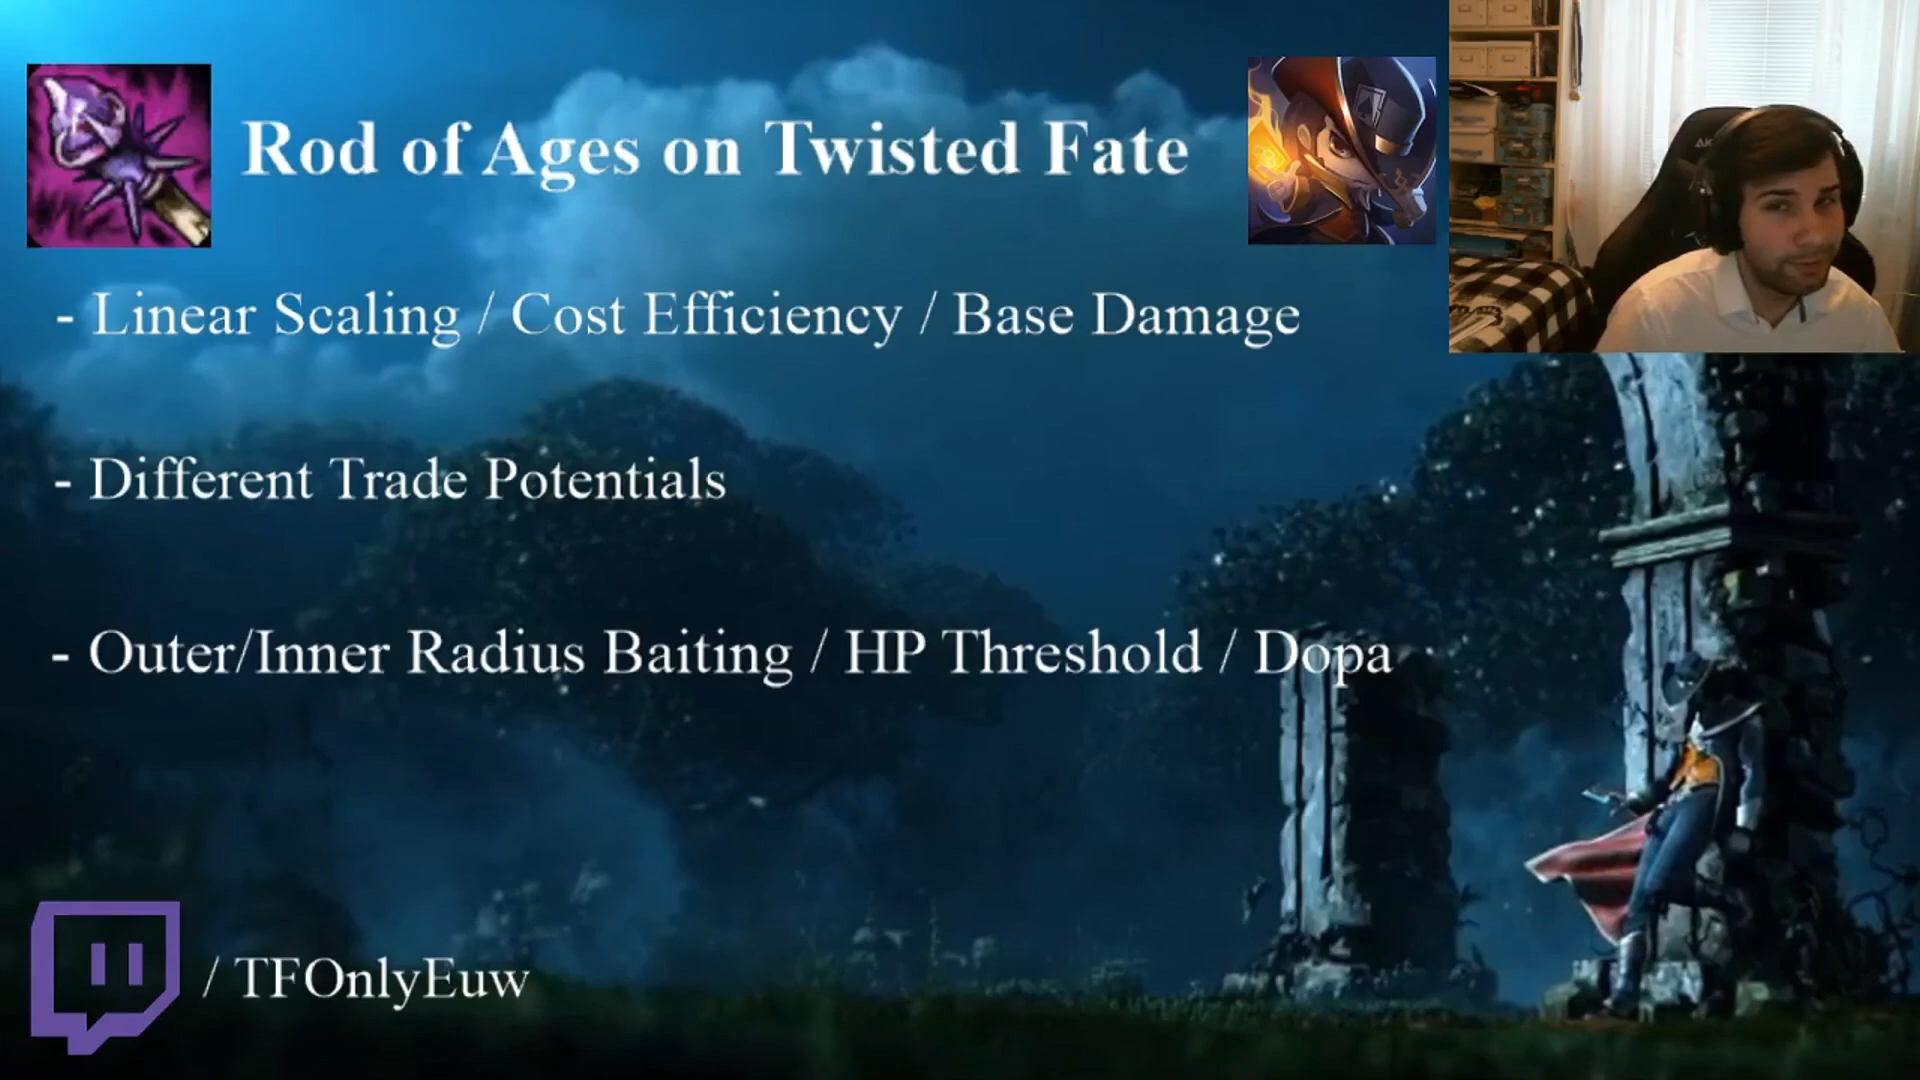 Rod of Ages on Twisted Fate
- Linear Scaling / Cost Efficiency / Base Damage
- Different Trade Potentials
- Outer/Inner Radius Baiting / HP Threshold / Dopa
/ TFOnlyEuw